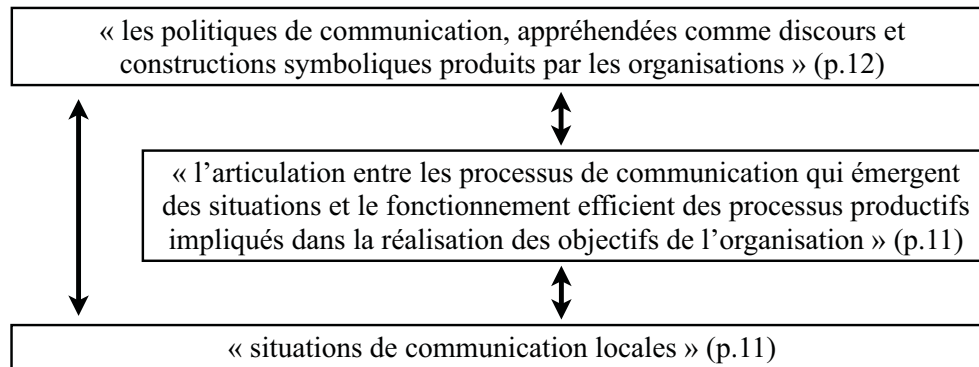 « les politiques de communication, appréhendées comme discours et
constructions symboliques produits par les organisations » (p.12)
« l’articulation entre les processus de communication qui émergent
des situations et le fonctionnement efficient des processus productifs
impliqués dans la réalisation des objectifs de l’organisation » (p.11)
« situations de communication locales » (p.11)